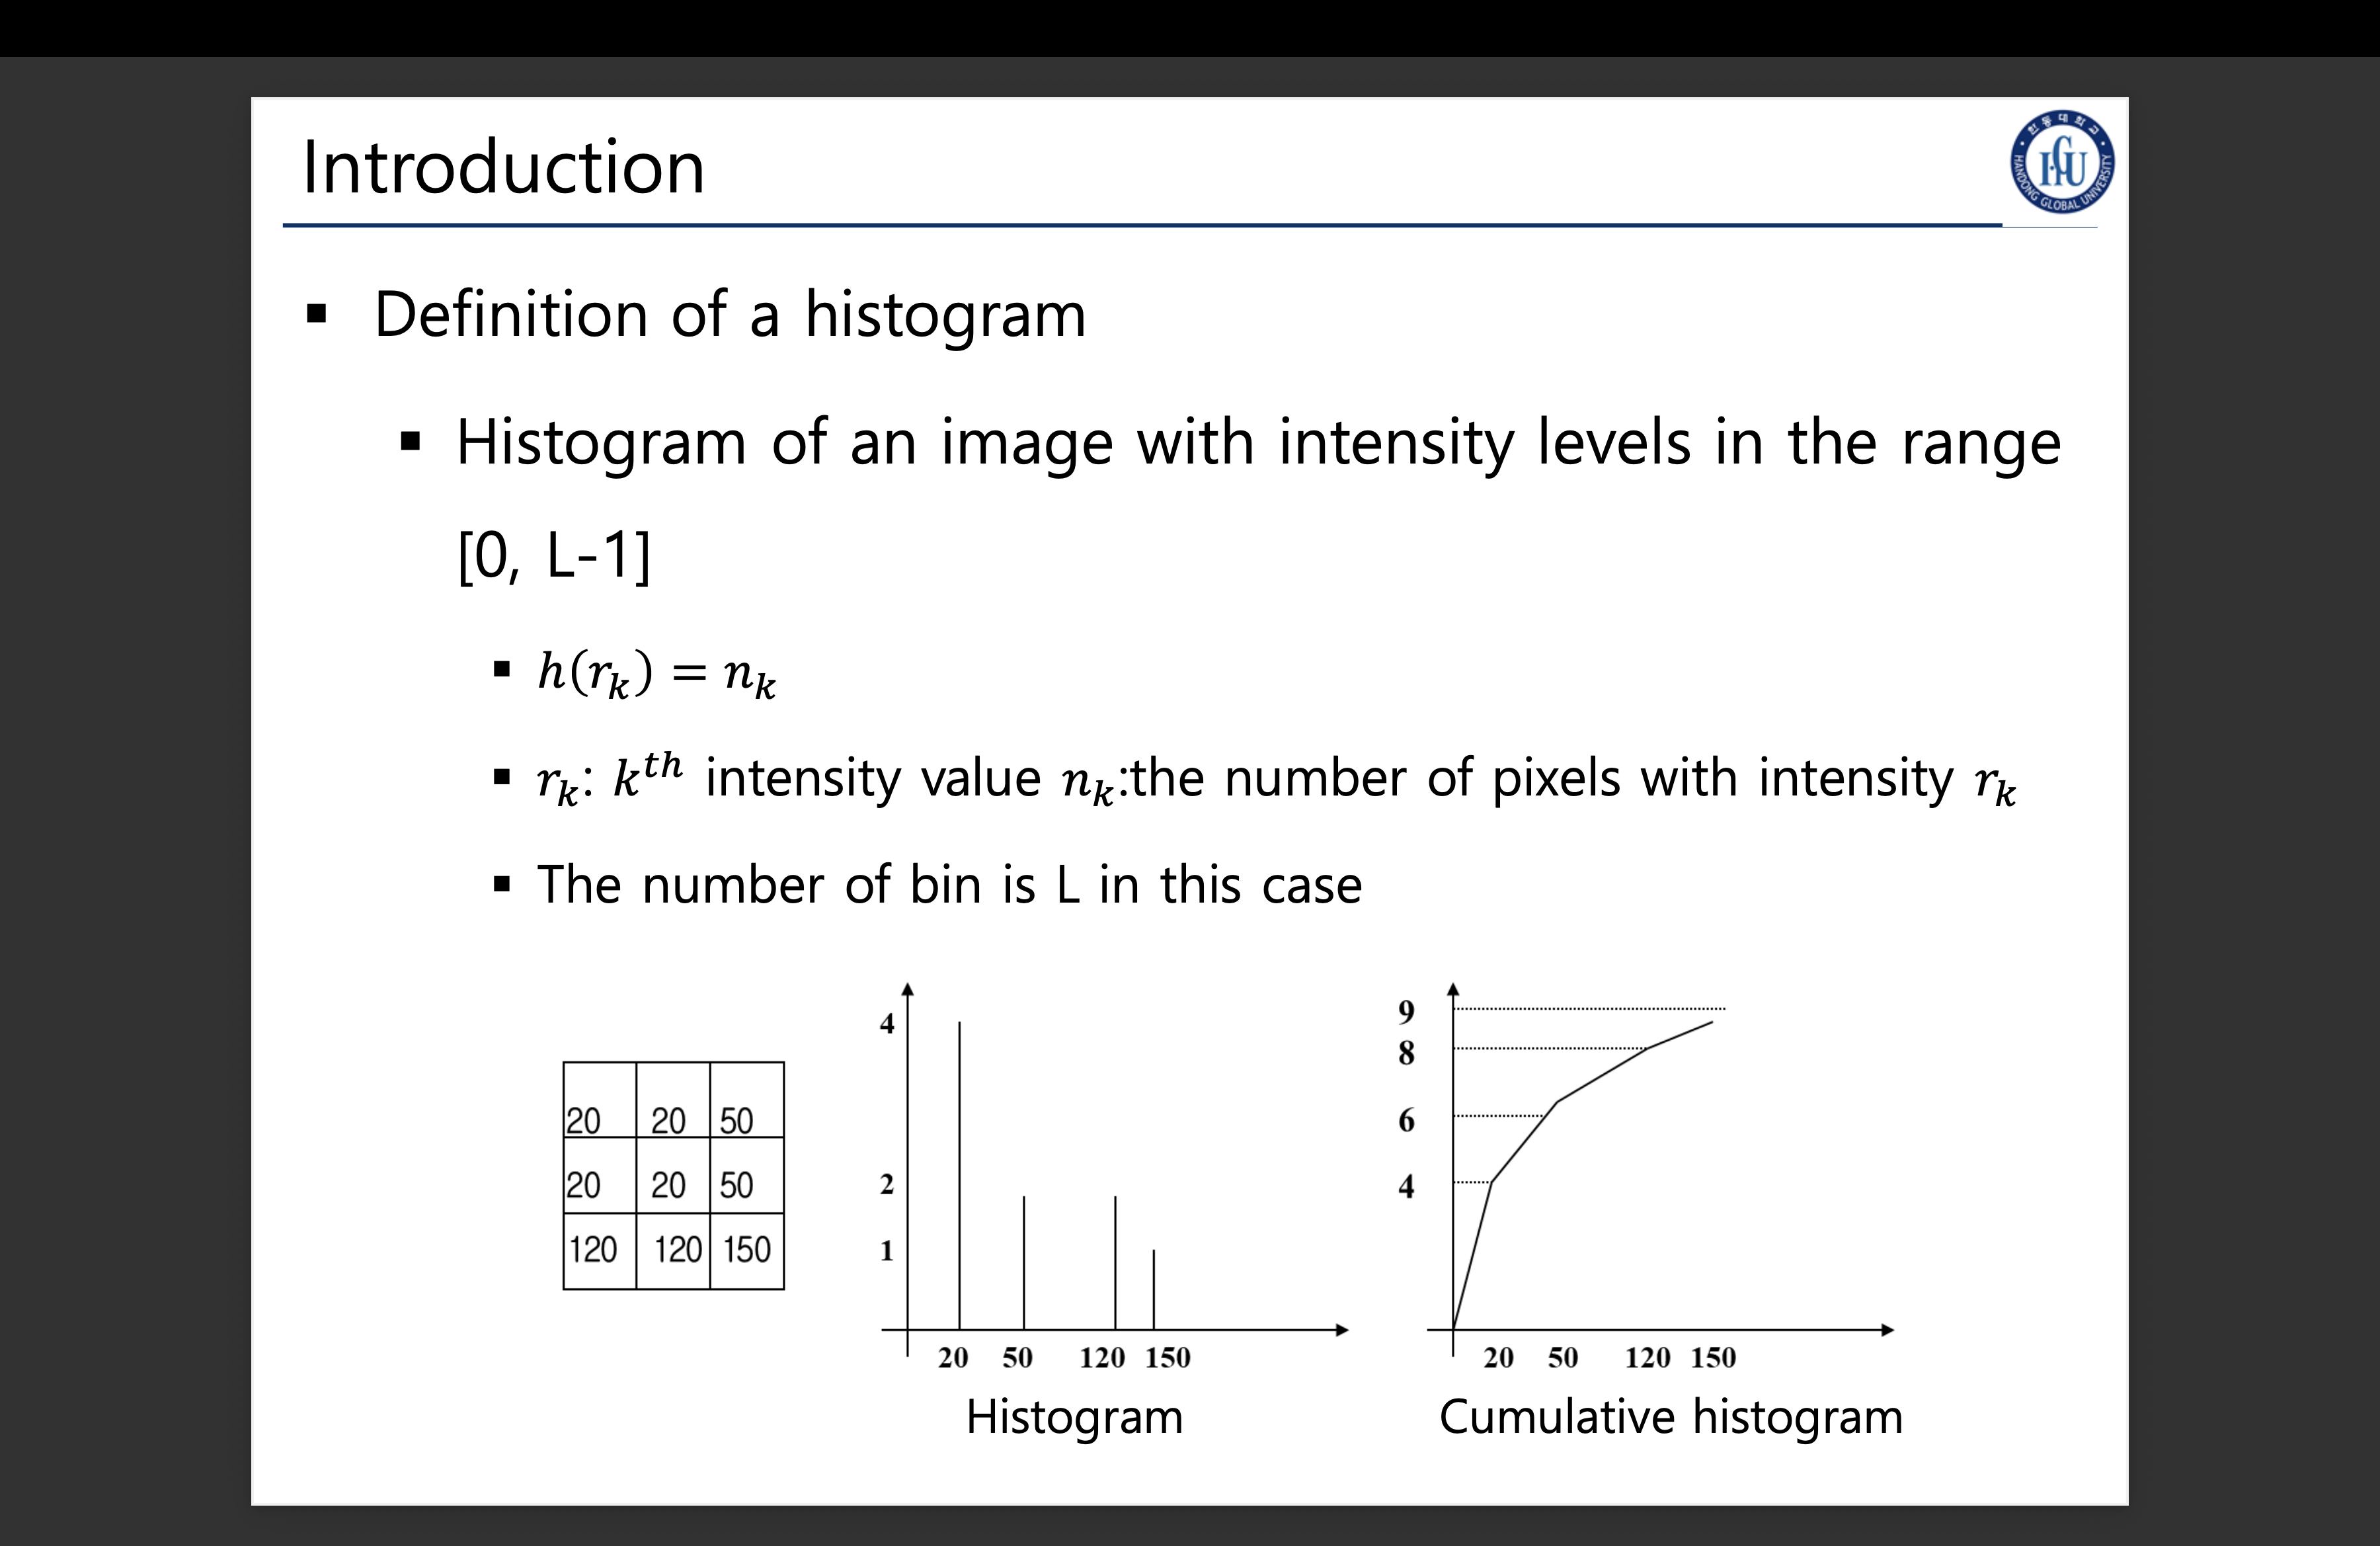 Introduction
한동대학교
HANDONG GLOBAL UNIVERSITY
HGU
▪ Definition of a histogram
▪ Histogram of an image with intensity levels in the range
[0, L-1]
▪ h(r_k) = n_k
▪ r_k: k^th intensity value n_k:the number of pixels with intensity r_k
▪ The number of bin is L in this case
20 20 50
20 20 50
120 120 150
4
2
1
20 50 120 150
Histogram
9
8
6
4
20 50 120 150
Cumulative histogram